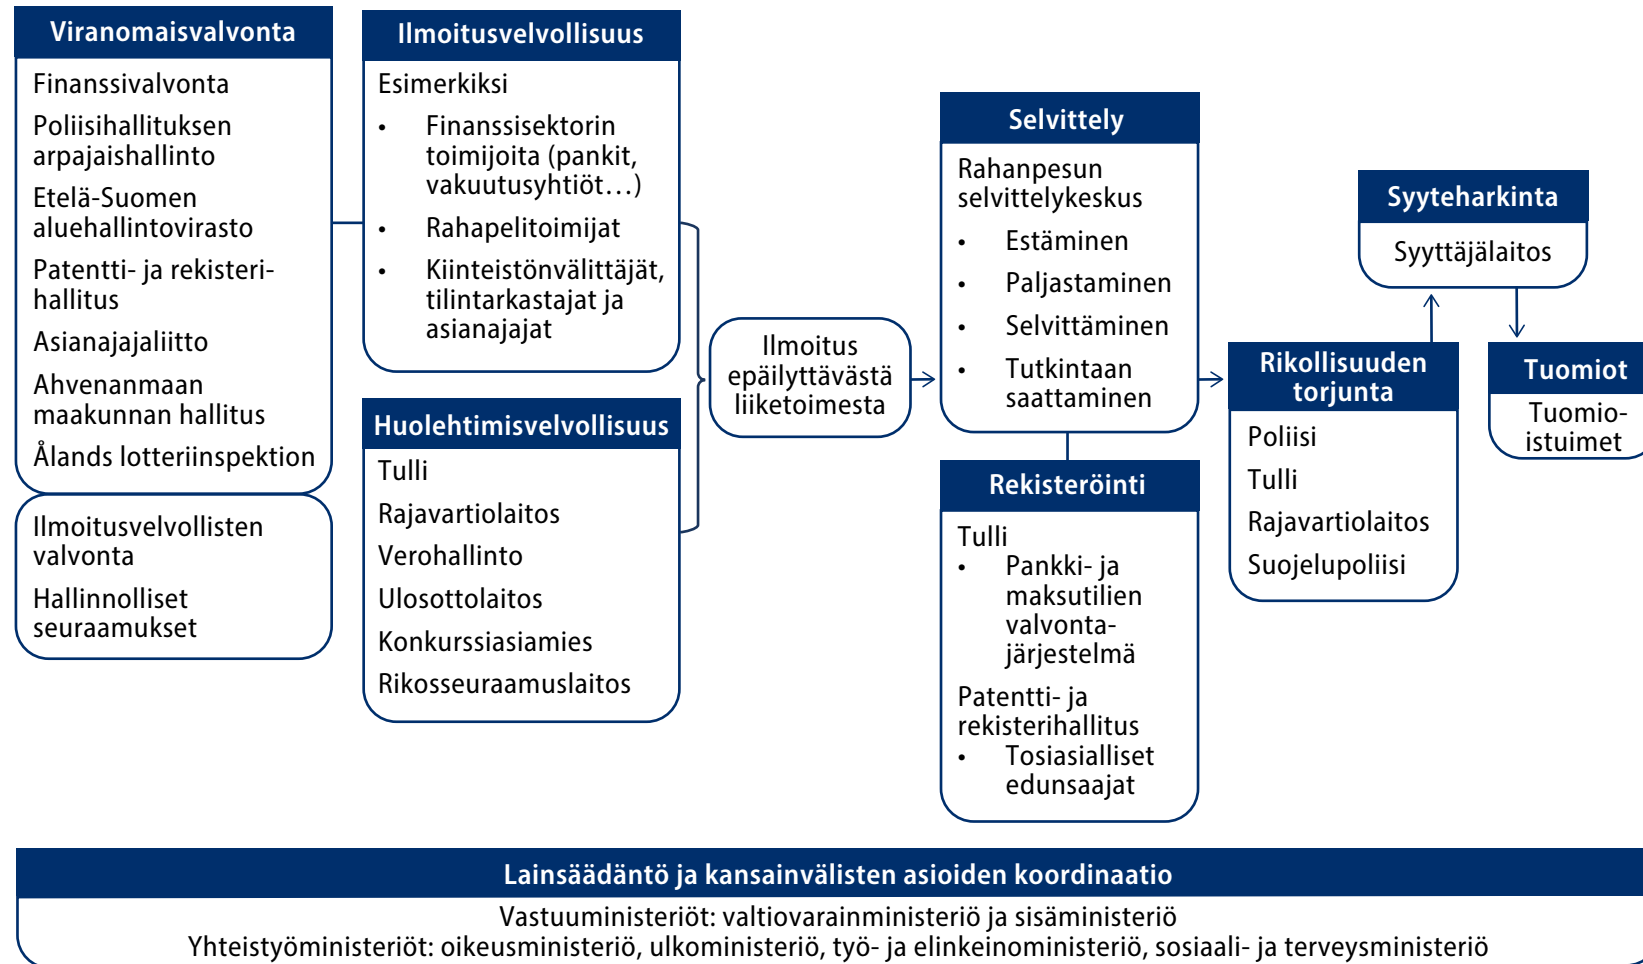 Viranomaisvalvonta
Finanssivalvonta
Poliisihallituksen
arpajaishallinto
Etelä-Suomen
aluehallintovirasto
Patentti- ja rekisteri-
hallitus
Asianajajaliitto
Ahvenanmaan
maakunnan hallitus
Ålands lotteriinspektion
Ilmoitusvelvollisten
valvonta
Hallinnolliset
seuraamukset
Ilmoitusvelvollisuus
Esimerkiksi
• Finanssisektorin
toimijoita (pankit,
vakuutusyhtiöt...)
• Rahapelitoimijat
• Kiinteistönvälittäjät,
tilintarkastajat ja
asianajajat
Huolehtimisvelvollisuus
Tulli
Rajavartiolaitos
Verohallinto
Ulosottolaitos
Konkurssiasiamies
Rikosseuraamuslaitos
Ilmoitus
epäilyttävästä
liiketoimesta
Selvittely
Rahanpesun
selvittelykeskus
• Estäminen
• Paljastaminen
• Selvittäminen
• Tutkintaan
saattaminen
Rekisteröinti
Tulli
• Pankki- ja
maksutilien
valvonta-
järjestelmä
Patentti- ja
rekisterihallitus
• Tosiasialliset
edunsaajat
Rikollisuuden
torjunta
Poliisi
Tulli
Rajavartiolaitos
Suojelupoliisi
Syyteharkinta
Syyttäjälaitos
Tuomiot
Tuomio-
istuimet
Lainsäädäntö ja kansainvälisten asioiden koordinaatio
Vastuuministeriöt: valtiovarainministeriö ja sisäministeriö
Yhteistyöministeriöt: oikeusministeriö, ulkoministeriö, työ- ja elinkeinoministeriö, sosiaali- ja terveysministeriö